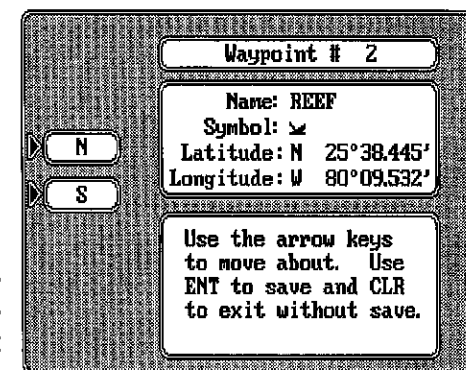 Waypoint # 2
Name: REEF
Symbol:
Latitude: N 25°38.445'
Longitude: W 80°09.532'
N
S
Use the arrow keys
to move about. Use
ENT to save and CLR
to exit without save.